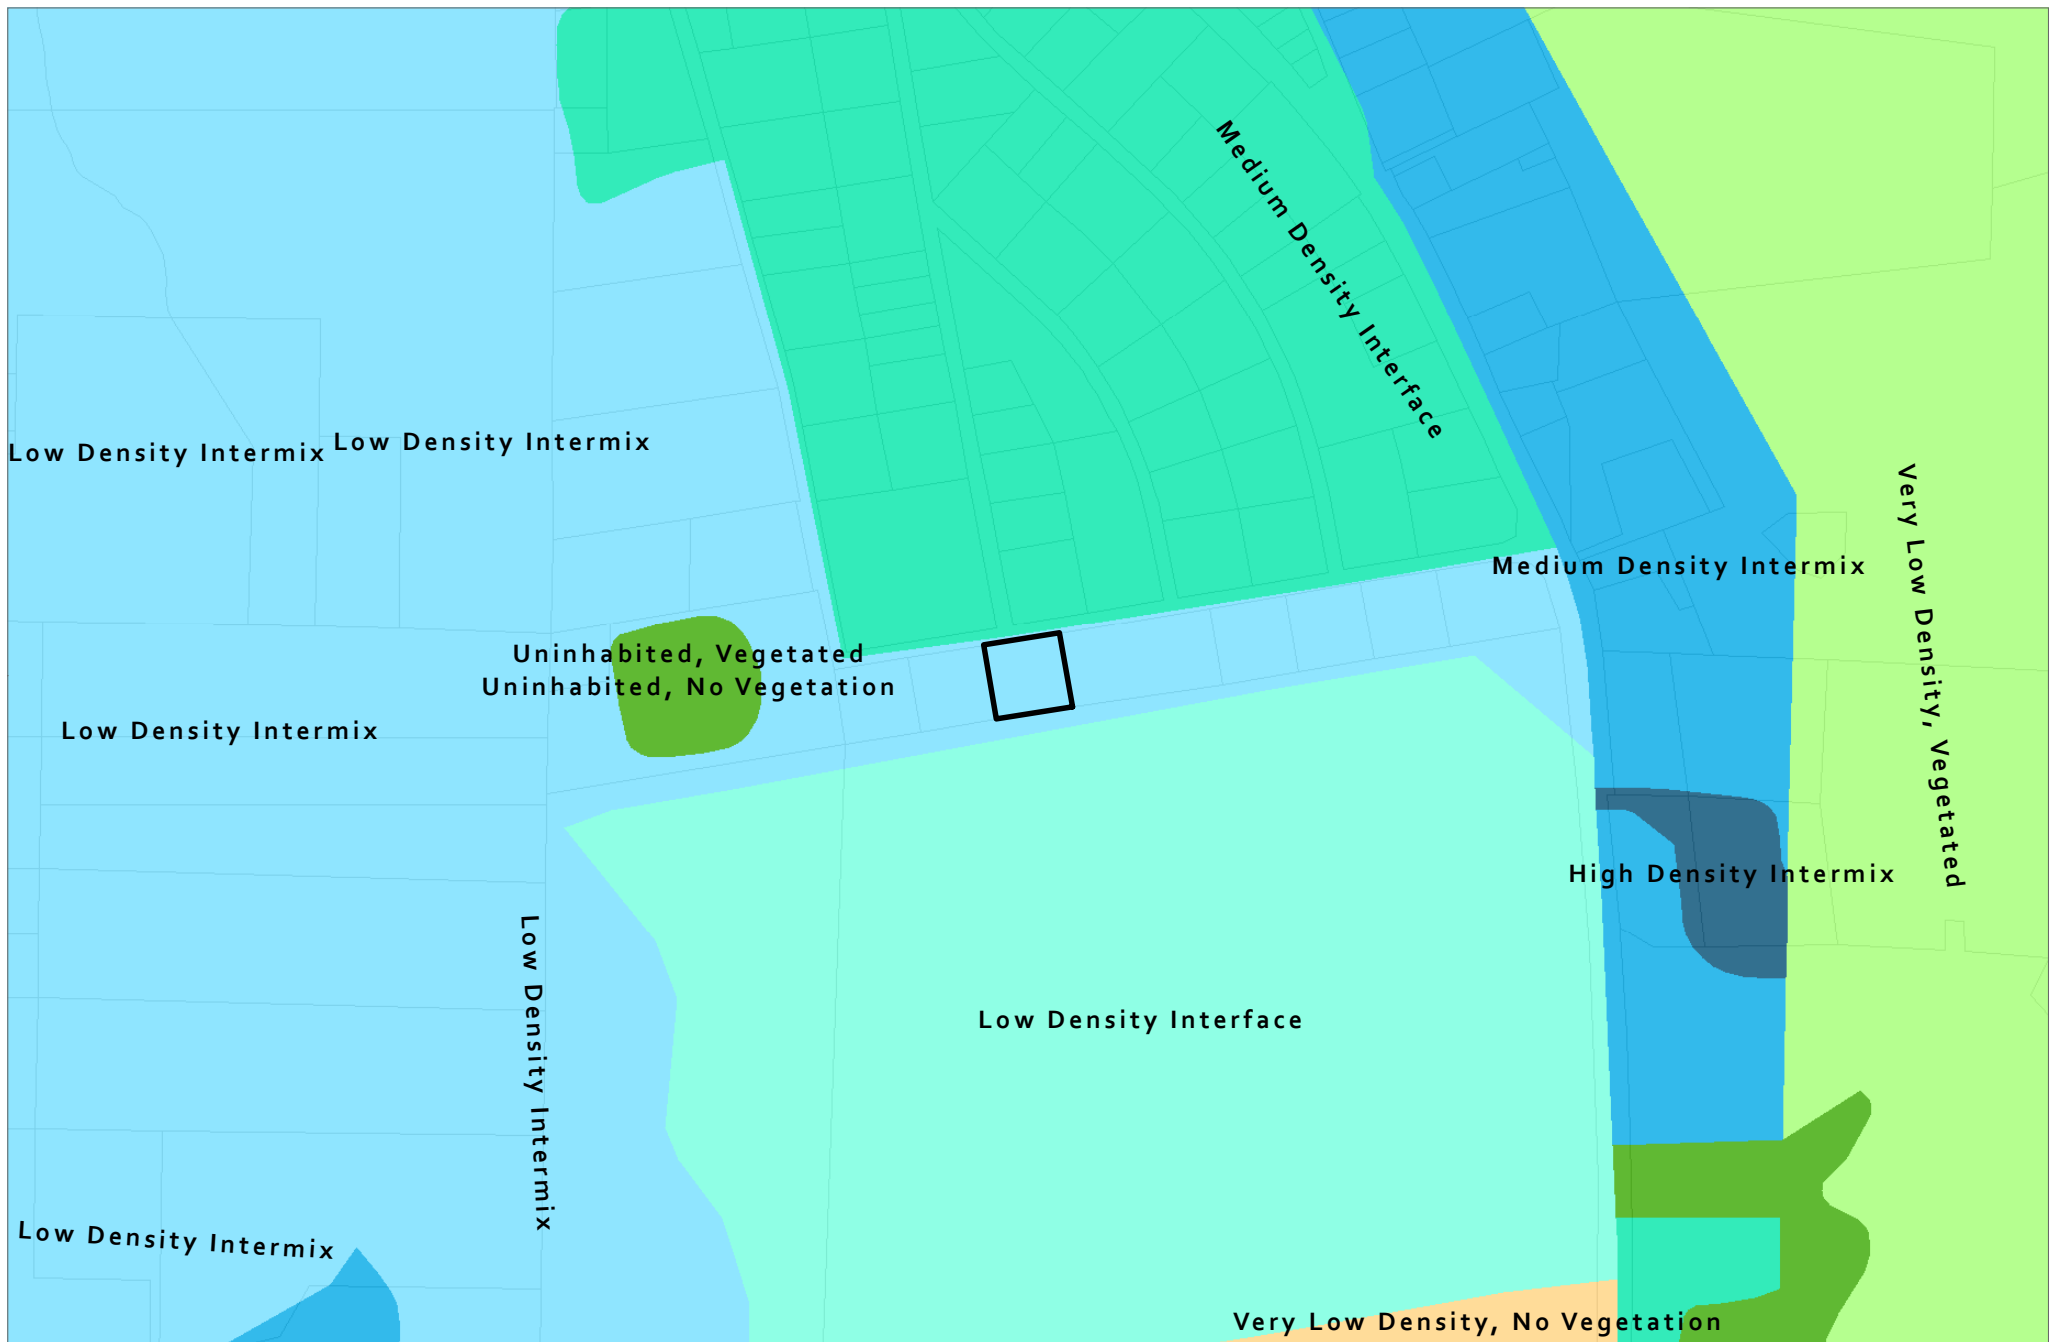 Medium Density Interface
Low Density Intermix
Low Density Intermix
Medium Density Intermix
Very Low Density, Vegetated
Uninhabited, Vegetated
Uninhabited, No Vegetation
Low Density Intermix
High Density Intermix
Low Density Intermix
Low Density Interface
Low Density Intermix
Very Low Density, No Vegetation